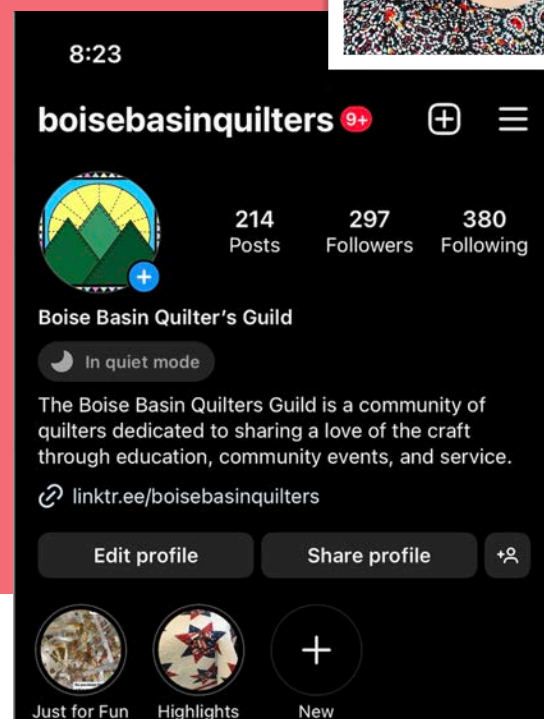 8:23
boisebasinquilters 9+
214 297 380
Posts Followers Following
Boise Basin Quilter's Guild
In quiet mode
The Boise Basin Quilters Guild is a community of
quilters dedicated to sharing a love of the craft
through education, community events, and service.
linktr.ee/boisebasinquilters
Edit profile Share profile
Just for Fun Highlights New